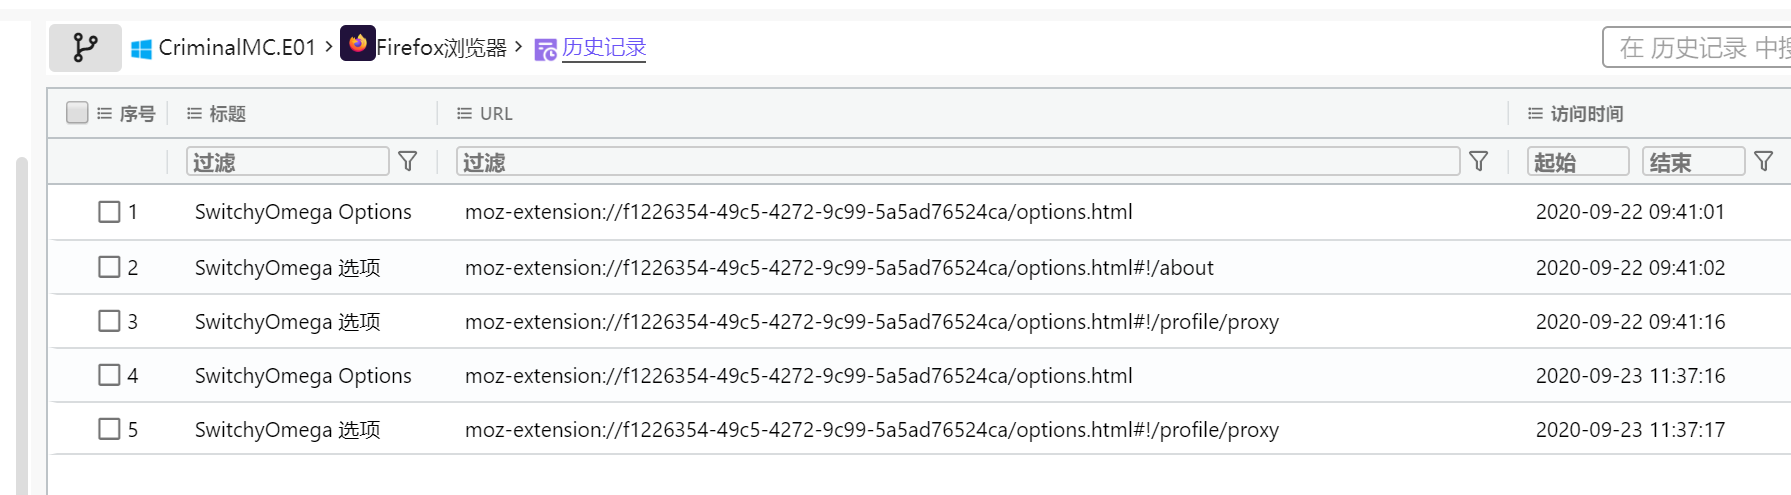 CriminalMC.E01 > Firefox浏览器 > 历史记录
在 历史记录 中
序号 标题 URL 访问时间
过滤 过滤 起始 结束
1 SwitchyOmega Options moz-extension://f1226354-49c5-4272-9c99-5a5ad76524ca/options.html 2020-09-22 09:41:01
2 SwitchyOmega 选项 moz-extension://f1226354-49c5-4272-9c99-5a5ad76524ca/options.html#!/about 2020-09-22 09:41:02
3 SwitchyOmega 选项 moz-extension://f1226354-49c5-4272-9c99-5a5ad76524ca/options.html#!/profile/proxy 2020-09-22 09:41:16
4 SwitchyOmega Options moz-extension://f1226354-49c5-4272-9c99-5a5ad76524ca/options.html 2020-09-23 11:37:16
5 SwitchyOmega 选项 moz-extension://f1226354-49c5-4272-9c99-5a5ad76524ca/options.html#!/profile/proxy 2020-09-23 11:37:17